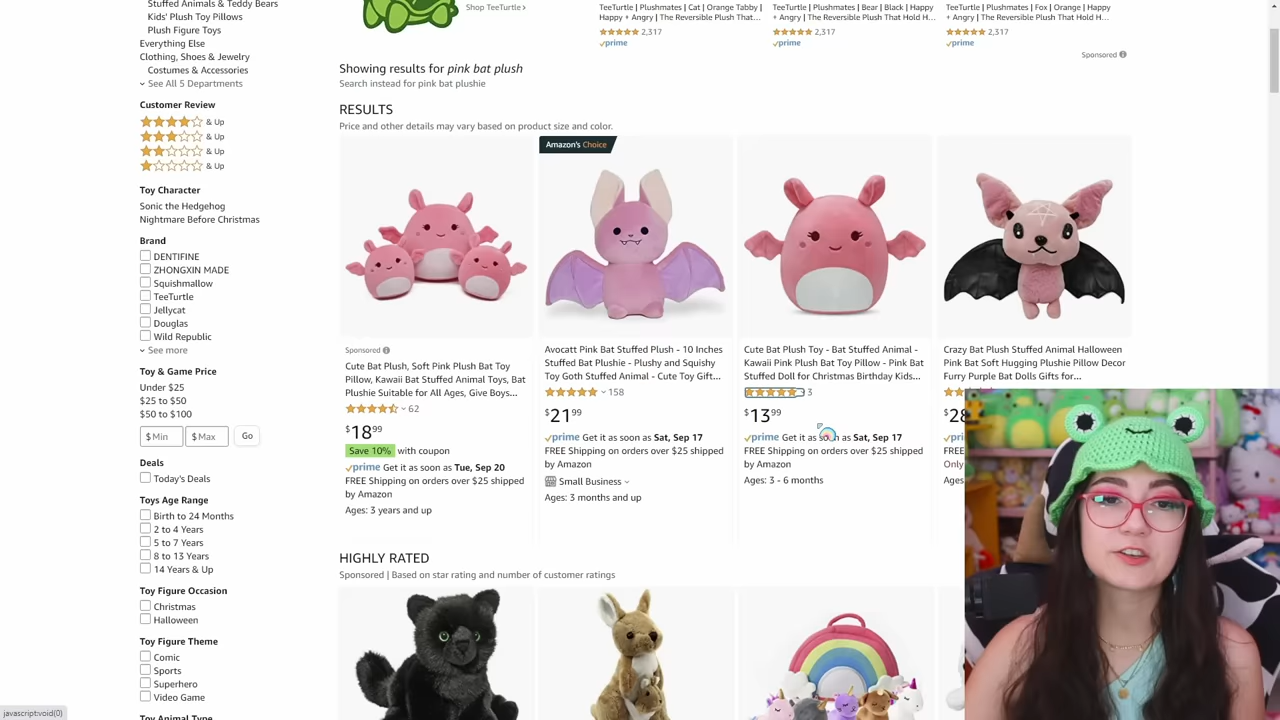 Stuffed Animals & Teddy Bears
Kids' Plush Toy Pillows
Plush Figure Toys
Everything Else
Clothing, Shoes & Jewelry
Costumes & Accessories
See All 5 Departments
Customer Review
& Up
& Up
& Up
& Up
Toy Character
Sonic the Hedgehog
Nightmare Before Christmas
Brand
DENTIFINE
ZHONGXIN MADE
Squishmallow
TeeTurtle
Jellycat
Douglas
Wild Republic
See more
Toy & Game Price
Under $25
$25 to $50
$50 to $100
$ Min
$ Max
Go
Deals
Today's Deals
Toys Age Range
Birth to 24 Months
2 to 4 Years
5 to 7 Years
8 to 13 Years
14 Years & Up
Toy Figure Occasion
Christmas
Halloween
Toy Figure Theme
Comic
Sports
Superhero
Video Game
Toy Animal Type
javascript:void(0)
Shop TeeTurtle ›
TeeTurtle | Plushmates | Cat | Orange Tabby |
Happy + Angry | The Reversible Plush That…
2,317
prime
TeeTurtle | Plushmates | Bear | Black | Happy
+ Angry | The Reversible Plush That Hold H…
2,317
prime
TeeTurtle | Plushmates | Fox | Orange | Happy
+ Angry | The Reversible Plush That Hold H…
2,317
prime
Sponsored
Showing results for pink bat plush
Search instead for pink bat plushie
RESULTS
Price and other details may vary based on product size and color.
Sponsored
Cute Bat Plush, Soft Pink Plush Bat Toy
Pillow, Kawaii Bat Stuffed Animal Toys, Bat
Plushie Suitable for All Ages, Give Boys...
62
$18.99
Save 10% with coupon
prime Get it as soon as Tue, Sep 20
FREE Shipping on orders over $25 shipped
by Amazon
Ages: 3 years and up
Amazon's Choice
Avocatt Pink Bat Stuffed Plush - 10 Inches
Stuffed Bat Plushie - Plushy and Squishy
Toy Goth Stuffed Animal - Cute Toy Gift...
158
$21.99
prime Get it as soon as Sat, Sep 17
FREE Shipping on orders over $25 shipped
by Amazon
Small Business
Ages: 3 months and up
Cute Bat Plush Toy - Bat Stuffed Animal -
Kawaii Pink Plush Bat Toy Pillow - Pink Bat
Stuffed Doll for Christmas Birthday Kids...
3
$13.99
prime Get it as soon as Sat, Sep 17
FREE Shipping on orders over $25 shipped
by Amazon
Ages: 3 - 6 months
Crazy Bat Plush Stuffed Animal Halloween
Pink Bat Soft Hugging Plushie Pillow Decor
Furry Purple Bat Dolls Gifts for...
$28
prime
FREE
Only
Ages:
HIGHLY RATED
Sponsored | Based on star rating and number of customer ratings